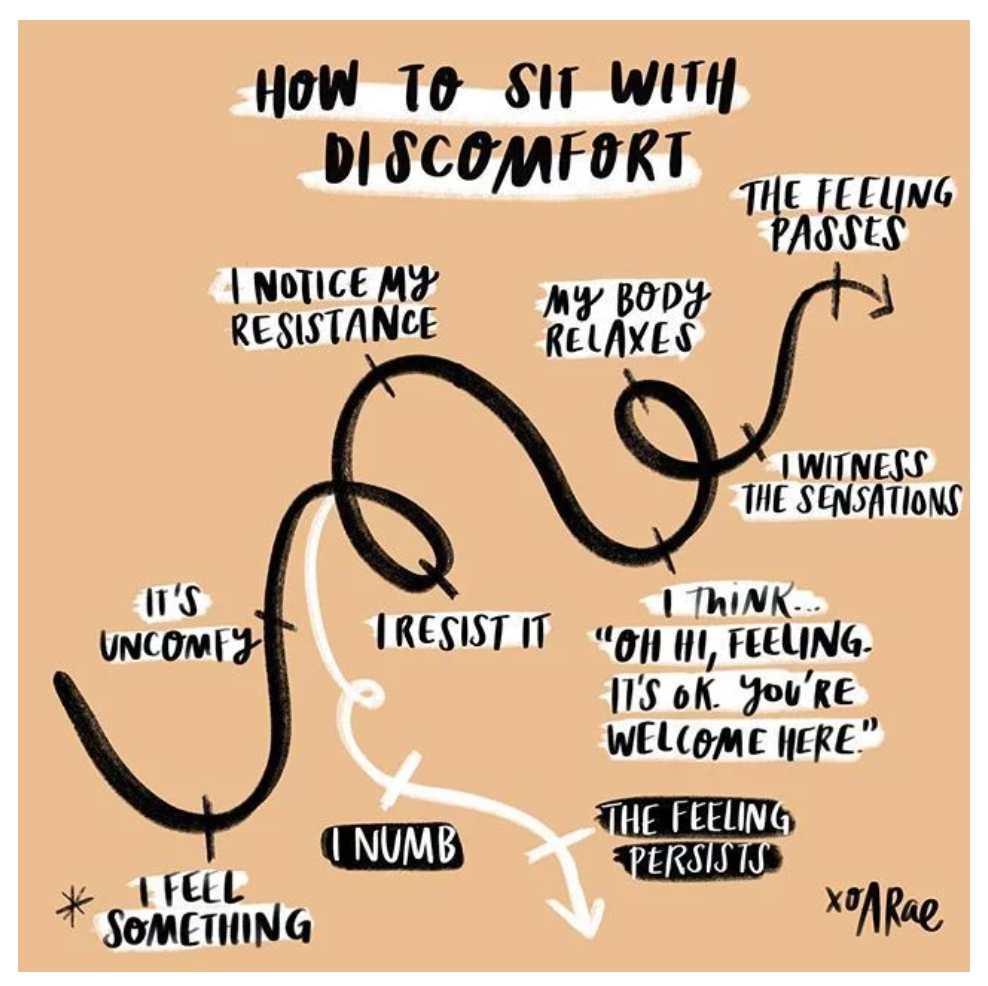 HOW TO SIT WITH
DISCOMFORT
THE FEELING
PASSES
I NOTICE MY
RESISTANCE
MY BODY
RELAXES
I WITNESS
THE SENSATIONS
IT'S
UNCOMFY
I RESIST IT
I THINK...
"OH HI, FEELING.
IT'S OK. YOU'RE
WELCOME HERE."
I NUMB
THE FEELING
PERSISTS
* I FEEL
SOMETHING
xoARae